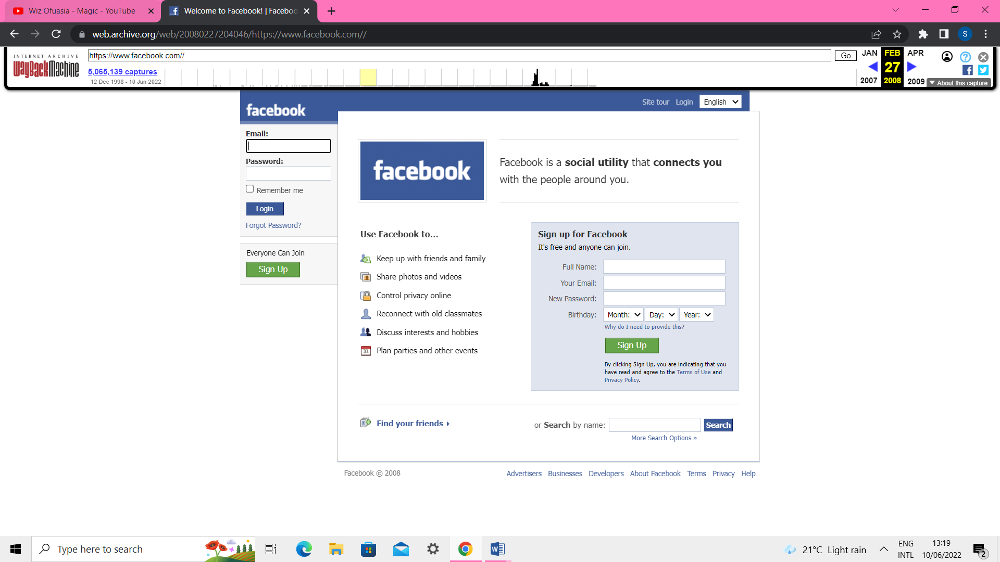 Wiz Ofuasia - Magic - YouTube
Welcome to Facebook! | Faceboo
web.archive.org/web/20080227204046/https://www.facebook.com//
S
INTERNET ARCHIVE
WayBackMachine
https://www.facebook.com//
Go
5,065,139 captures
12 Dec 1998 - 10 Jun 2022
JAN FEB APR
27
2007 2008 2009
About this capture
facebook
Site tour Login English
Email:
Password:
Remember me
Login
Forgot Password?
Everyone Can Join
Sign Up
facebook
Facebook is a social utility that connects you
with the people around you.
Use Facebook to...
Keep up with friends and family
Share photos and videos
Control privacy online
Reconnect with old classmates
Discuss interests and hobbies
31 Plan parties and other events
Sign up for Facebook
It's free and anyone can join.
Full Name:
Your Email:
New Password:
Birthday: Month: Day: Year:
Why do I need to provide this?
Sign Up
By clicking Sign Up, you are indicating that you
have read and agree to the Terms of Use and
Privacy Policy.
Find your friends
or Search by name: Search
More Search Options »
Facebook © 2008
Advertisers Businesses Developers About Facebook Terms Privacy Help
Type here to search
21°C Light rain
ENG
INTL
13:19
10/06/2022
2